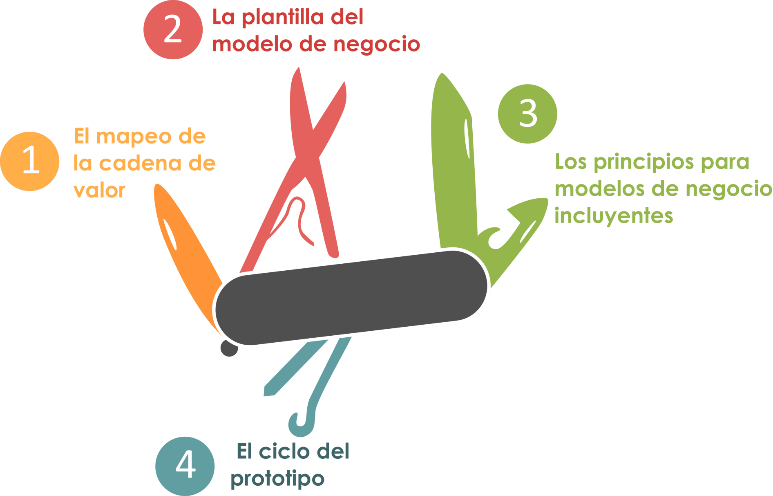 1
El mapeo de
la cadena de
valor
2
La plantilla del
modelo de negocio
3
Los principios para
modelos de negocio
incluyentes
4
El ciclo del
prototipo